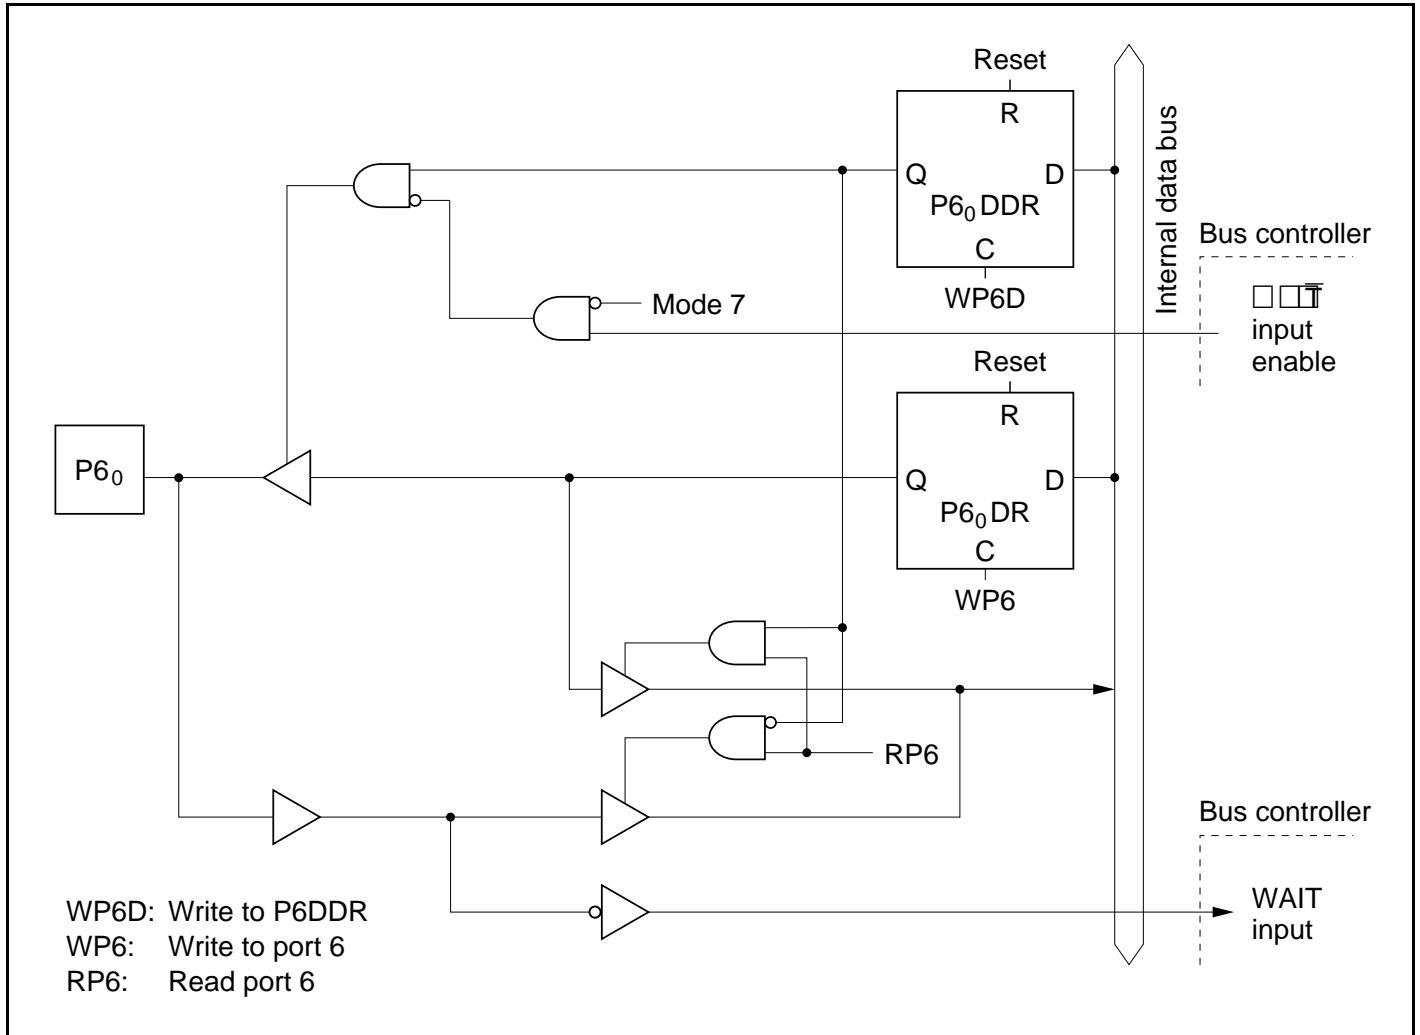 Reset
R
Q
D
P6₀DDR
C
WP6D
Internal data bus
Bus controller
input
enable
Mode 7
Reset
R
P6₀
Q
D
P6₀DR
C
WP6
RP6
Bus controller
WAIT
input
WP6D: Write to P6DDR
WP6: Write to port 6
RP6: Read port 6